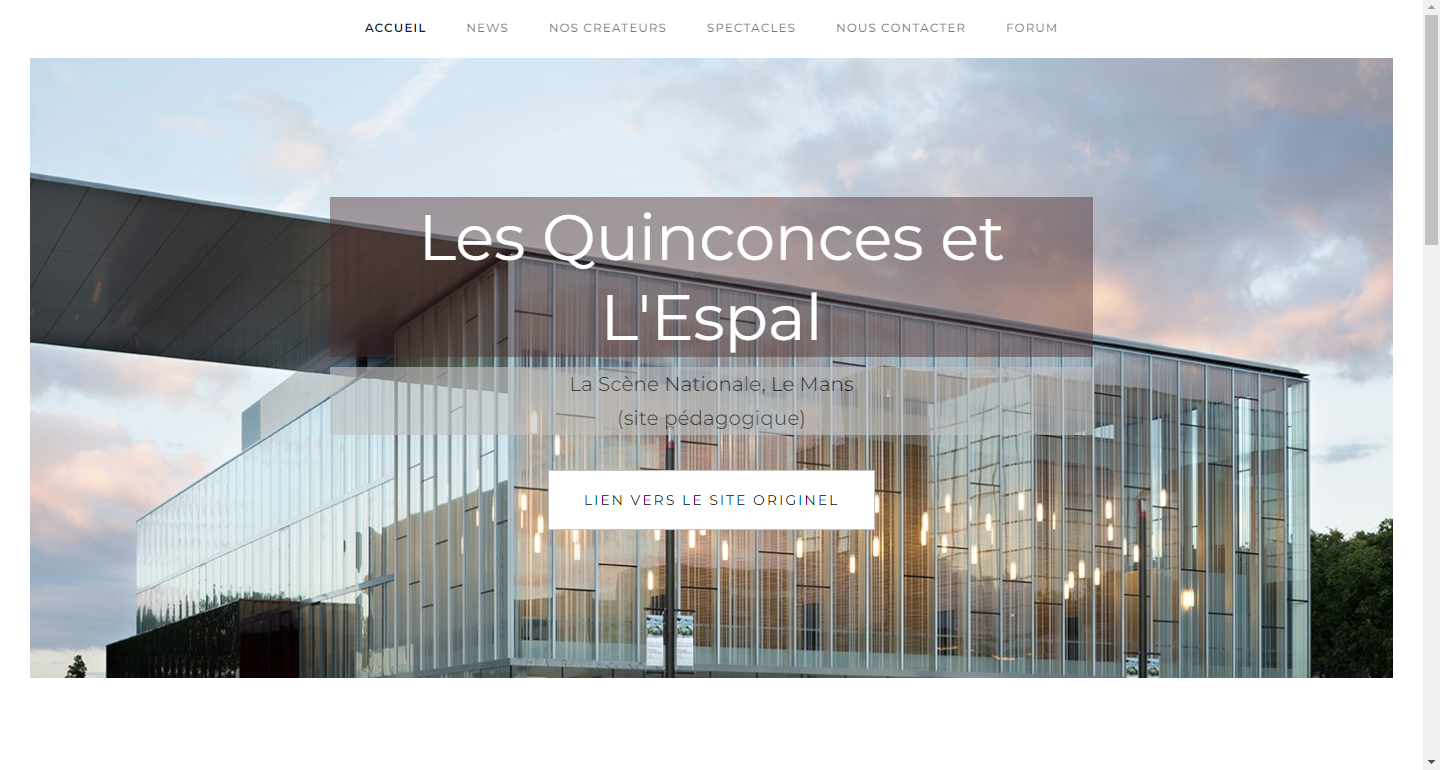 ACCUEIL NEWS NOS CREATEURS SPECTACLES NOUS CONTACTER FORUM
Les Quinconces et
L'Espal
La Scène Nationale, Le Mans
(site pédagogique)
LIEN VERS LE SITE ORIGINEL